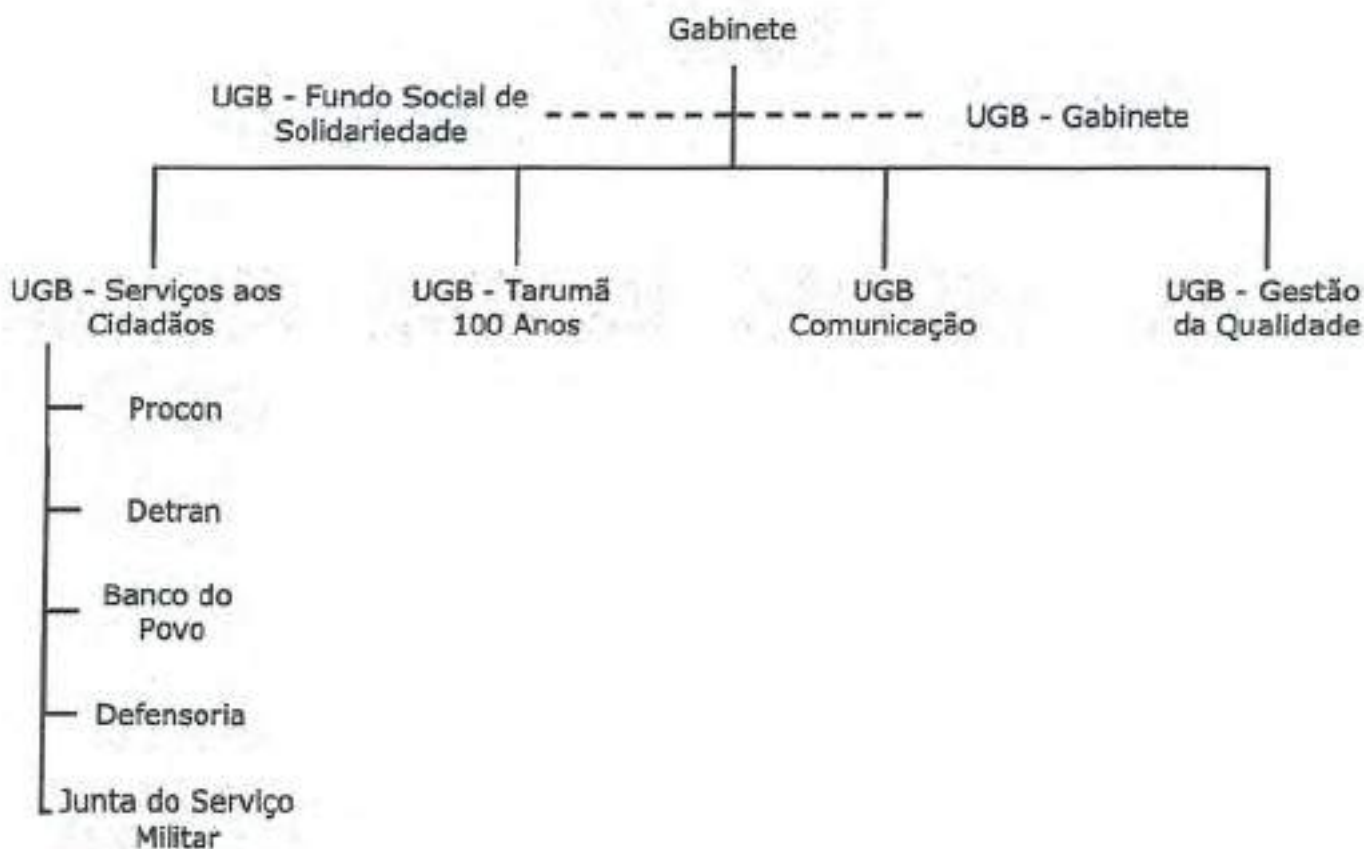 Gabinete
UGB - Fundo Social de
Solidariedade
UGB - Gabinete
UGB - Serviços aos
Cidadãos
UGB - Tarumã
100 Anos
UGB
Comunicação
UGB - Gestão
da Qualidade
Procon
Detran
Banco do
Povo
Defensoria
Junta do Serviço
Militar